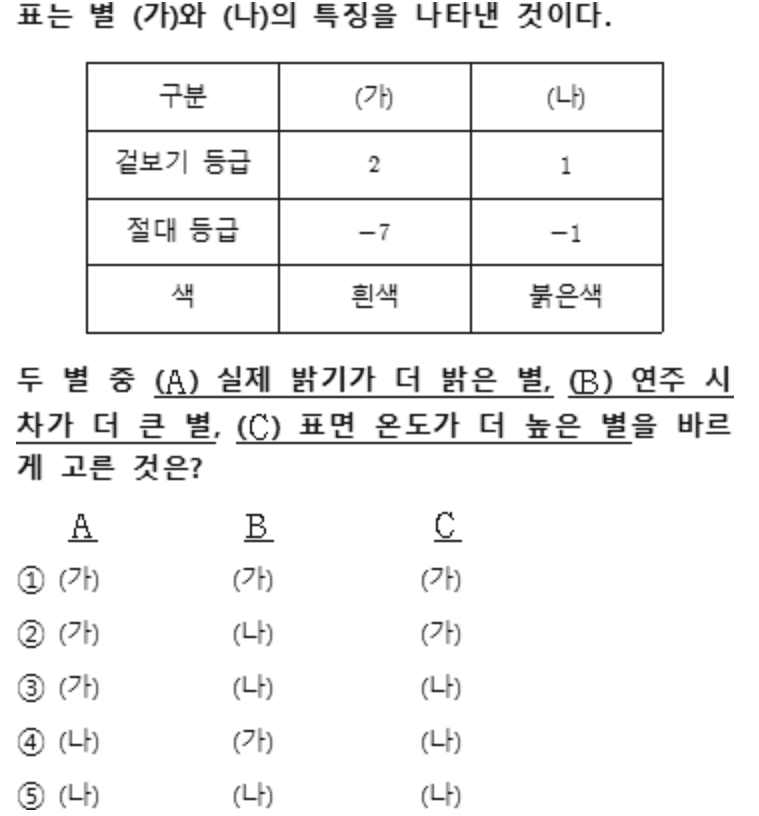 표는 별 (가)와 (나)의 특징을 나타낸 것이다.
구분 (가) (나)
겉보기 등급 2 1
절대 등급 −7 −1
색 흰색 붉은색
두 별 중 (A) 실제 밝기가 더 밝은 별, (B) 연주 시
차가 더 큰 별, (C) 표면 온도가 더 높은 별을 바르
게 고른 것은?
A B C
① (가) (가) (가)
② (가) (나) (가)
③ (가) (나) (나)
④ (나) (가) (나)
⑤ (나) (나) (나)